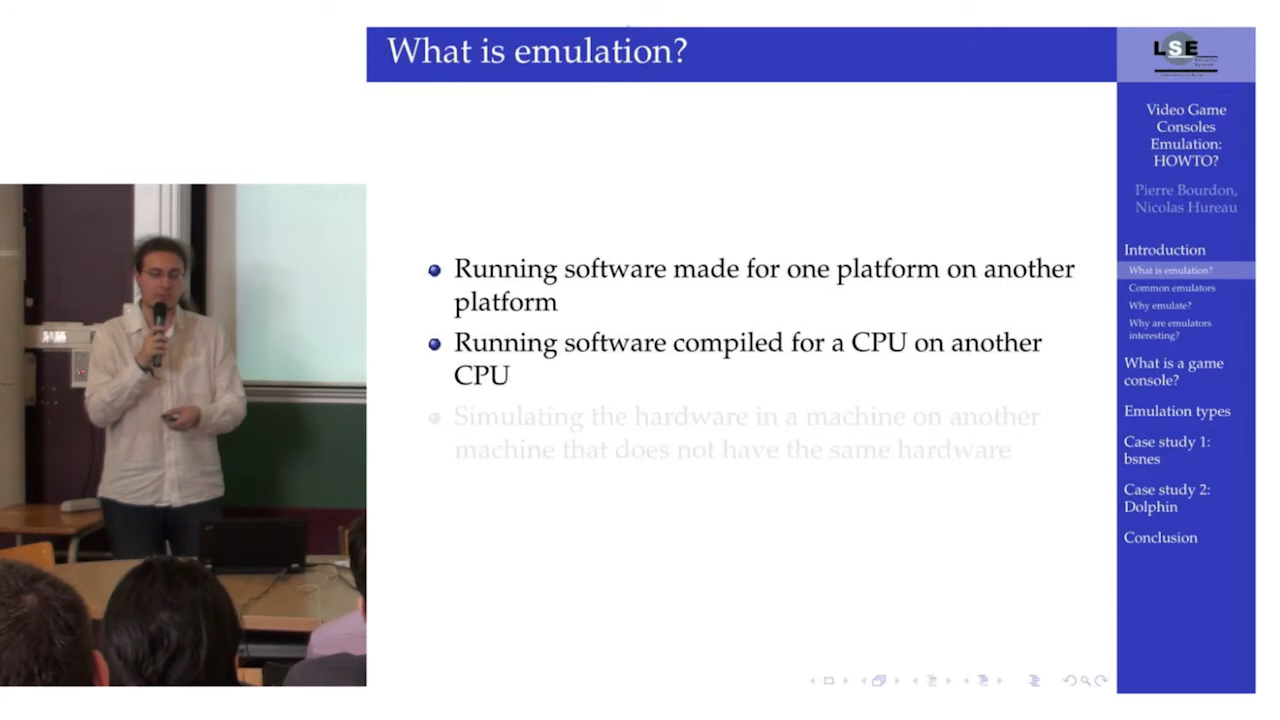 What is emulation?
Running software made for one platform on another
platform
Running software compiled for a CPU on another
CPU
Simulating the hardware in a machine on another
machine that does not have the same hardware
LSE
Video Game
Consoles
Emulation:
HOWTO?
Pierre Bourdon,
Nicolas Hureau
Introduction
What is emulation?
Common emulators
Why emulate?
Why are emulators
interesting?
What is a game
console?
Emulation types
Case study 1:
bsnes
Case study 2:
Dolphin
Conclusion